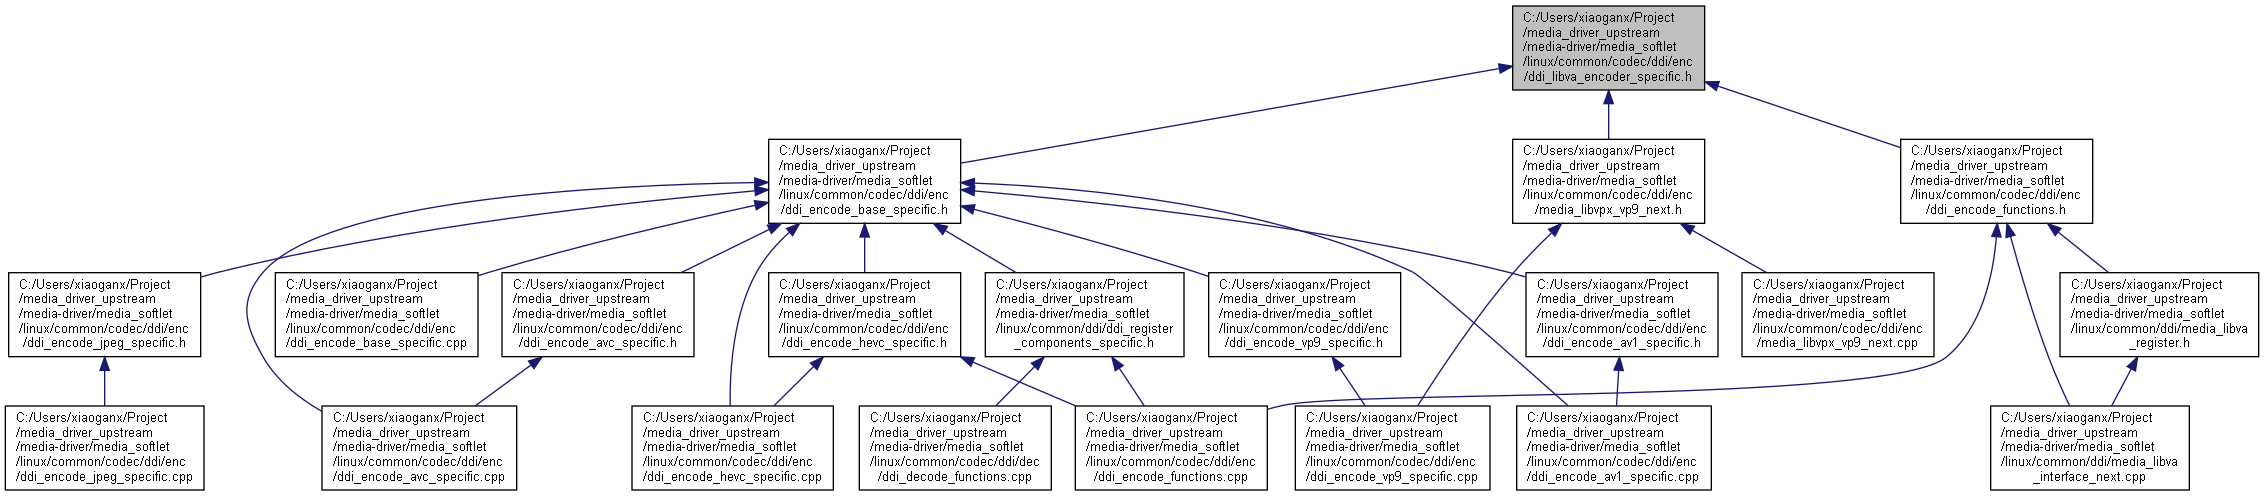 C:/Users/xiaoganx/Project
/media_driver_upstream
/media-driver/media_softlet
/linux/common/codec/ddi/enc
/ddi_libva_encoder_specific.h
C:/Users/xiaoganx/Project
/media_driver_upstream
/media-driver/media_softlet
/linux/common/codec/ddi/enc
/ddi_encode_base_specific.h
C:/Users/xiaoganx/Project
/media_driver_upstream
/media-driver/media_softlet
/linux/common/codec/ddi/enc
/media_libvpx_vp9_next.h
C:/Users/xiaoganx/Project
/media_driver_upstream
/media-driver/media_softlet
/linux/common/codec/ddi/enc
/ddi_encode_functions.h
C:/Users/xiaoganx/Project
/media_driver_upstream
/media-driver/media_softlet
/linux/common/codec/ddi/enc
/ddi_encode_jpeg_specific.h
C:/Users/xiaoganx/Project
/media_driver_upstream
/media-driver/media_softlet
/linux/common/codec/ddi/enc
/ddi_encode_base_specific.cpp
C:/Users/xiaoganx/Project
/media_driver_upstream
/media-driver/media_softlet
/linux/common/codec/ddi/enc
/ddi_encode_avc_specific.h
C:/Users/xiaoganx/Project
/media_driver_upstream
/media-driver/media_softlet
/linux/common/codec/ddi/enc
/ddi_encode_hevc_specific.h
C:/Users/xiaoganx/Project
/media_driver_upstream
/media-driver/media_softlet
/linux/common/ddi/ddi_register
_components_specific.h
C:/Users/xiaoganx/Project
/media_driver_upstream
/media-driver/media_softlet
/linux/common/codec/ddi/enc
/ddi_encode_vp9_specific.h
C:/Users/xiaoganx/Project
/media_driver_upstream
/media-driver/media_softlet
/linux/common/codec/ddi/enc
/ddi_encode_av1_specific.h
C:/Users/xiaoganx/Project
/media_driver_upstream
/media-driver/media_softlet
/linux/common/codec/ddi/enc
/media_libvpx_vp9_next.cpp
C:/Users/xiaoganx/Project
/media_driver_upstream
/media-driver/media_softlet
/linux/common/ddi/media_libva
_register.h
C:/Users/xiaoganx/Project
/media_driver_upstream
/media-driver/media_softlet
/linux/common/codec/ddi/enc
/ddi_encode_jpeg_specific.cpp
C:/Users/xiaoganx/Project
/media_driver_upstream
/media-driver/media_softlet
/linux/common/codec/ddi/enc
/ddi_encode_avc_specific.cpp
C:/Users/xiaoganx/Project
/media_driver_upstream
/media-driver/media_softlet
/linux/common/codec/ddi/enc
/ddi_encode_hevc_specific.cpp
C:/Users/xiaoganx/Project
/media_driver_upstream
/media-driver/media_softlet
/linux/common/codec/ddi/dec
/ddi_decode_functions.cpp
C:/Users/xiaoganx/Project
/media_driver_upstream
/media-driver/media_softlet
/linux/common/codec/ddi/enc
/ddi_encode_functions.cpp
C:/Users/xiaoganx/Project
/media_driver_upstream
/media-driver/media_softlet
/linux/common/codec/ddi/enc
/ddi_encode_vp9_specific.cpp
C:/Users/xiaoganx/Project
/media_driver_upstream
/media-driver/media_softlet
/linux/common/codec/ddi/enc
/ddi_encode_av1_specific.cpp
C:/Users/xiaoganx/Project
/media_driver_upstream
/media-driver/media_softlet
/linux/common/ddi/media_libva
_interface_next.cpp